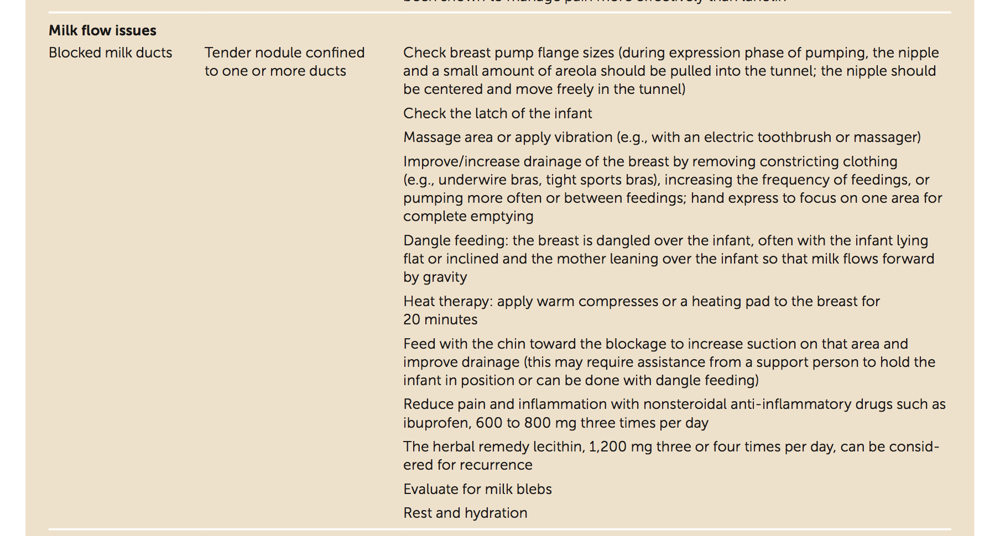 been shown to manage pain more effectively than lanolin
Milk flow issues
Blocked milk ducts
Tender nodule confined
to one or more ducts
Check breast pump flange sizes (during expression phase of pumping, the nipple
and a small amount of areola should be pulled into the tunnel; the nipple should
be centered and move freely in the tunnel)
Check the latch of the infant
Massage area or apply vibration (e.g., with an electric toothbrush or massager)
Improve/increase drainage of the breast by removing constricting clothing
(e.g., underwire bras, tight sports bras), increasing the frequency of feedings, or
pumping more often or between feedings; hand express to focus on one area for
complete emptying
Dangle feeding: the breast is dangled over the infant, often with the infant lying
flat or inclined and the mother leaning over the infant so that milk flows forward
by gravity
Heat therapy: apply warm compresses or a heating pad to the breast for
20 minutes
Feed with the chin toward the blockage to increase suction on that area and
improve drainage (this may require assistance from a support person to hold the
infant in position or can be done with dangle feeding)
Reduce pain and inflammation with nonsteroidal anti-inflammatory drugs such as
ibuprofen, 600 to 800 mg three times per day
The herbal remedy lecithin, 1,200 mg three or four times per day, can be consid-
ered for recurrence
Evaluate for milk blebs
Rest and hydration